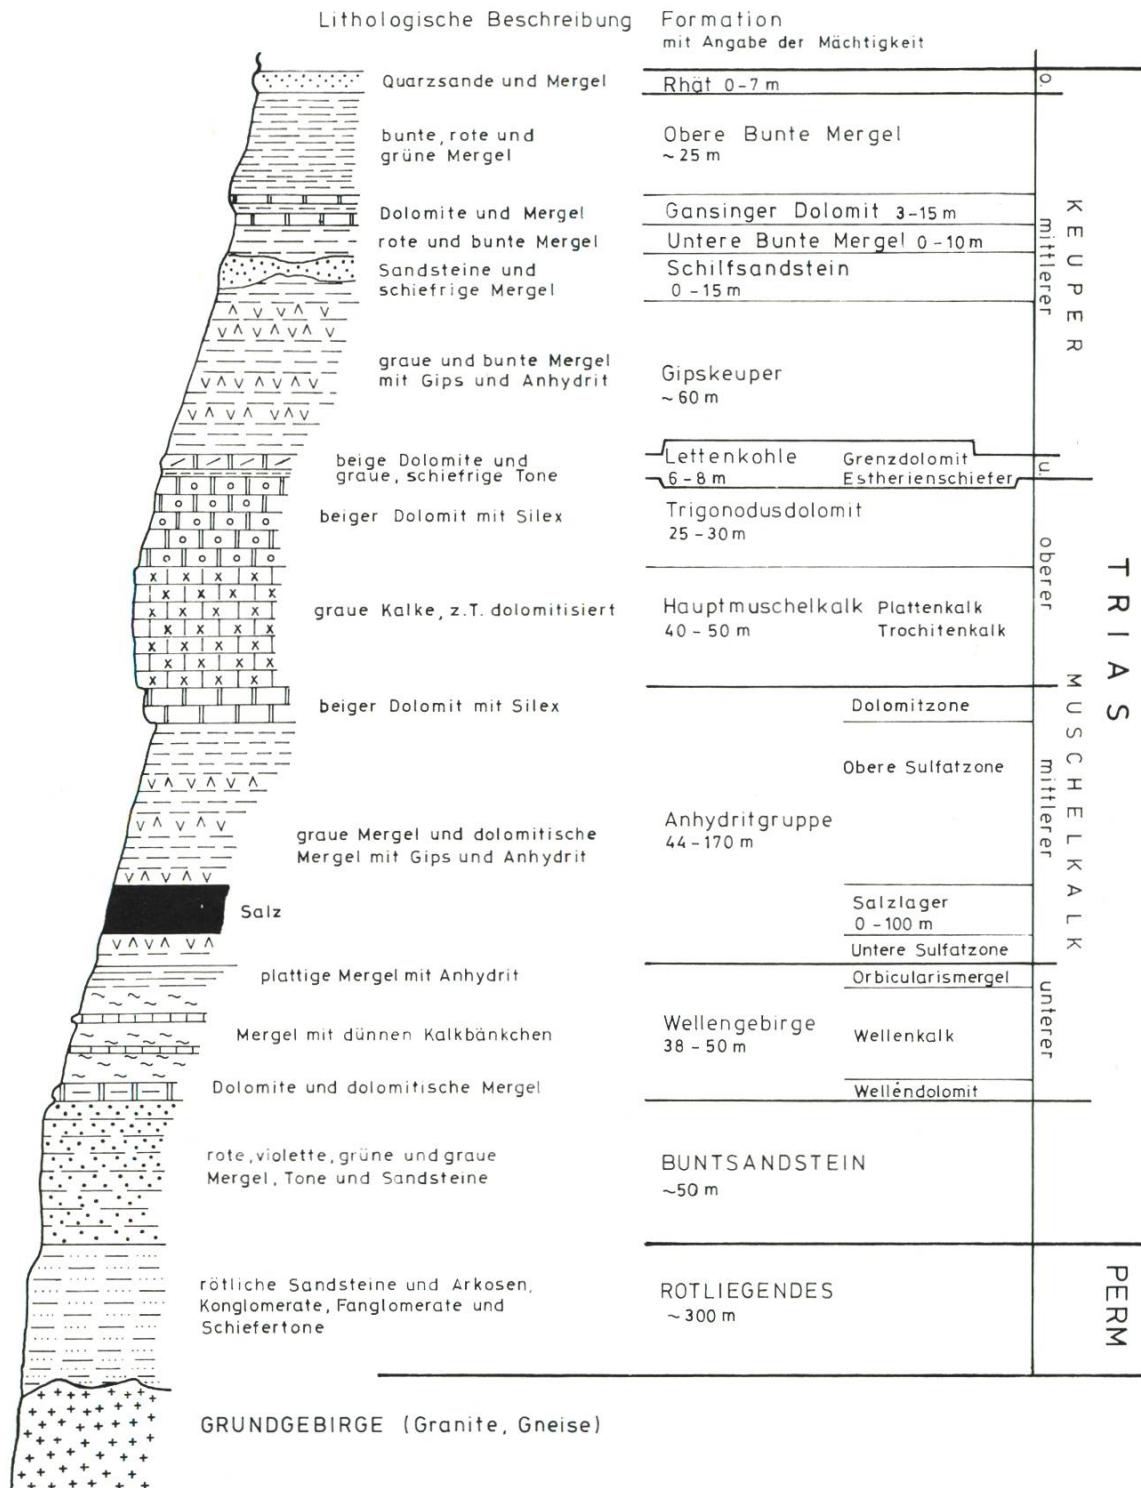 Lithologische Beschreibung
Formation
mit Angabe der Mächtigkeit
Quarzsande und Mergel
Rhät 0-7 m
o.
bunte, rote und
grüne Mergel
Obere Bunte Mergel
~ 25 m
Dolomite und Mergel
Gansinger Dolomit 3-15 m
rote und bunte Mergel
Untere Bunte Mergel 0-10 m
Sandsteine und
schiefrige Mergel
Schilfsandstein
0-15 m
mittlerer
KEUPER
graue und bunte Mergel
mit Gips und Anhydrit
Gipskeuper
~ 60 m
beige Dolomite und
graue, schiefrige Tone
Lettenkohle
6-8 m
Grenzdolomit
Estherienschiefer
u.
beiger Dolomit mit Silex
Trigonodusdolomit
25-30 m
oberer
graue Kalke, z.T. dolomitisiert
Hauptmuschelkalk
40-50 m
Plattenkalk
Trochitenkalk
TRIAS
beiger Dolomit mit Silex
Dolomitzone
Obere Sulfatzone
graue Mergel und dolomitische
Mergel mit Gips und Anhydrit
Anhydritgruppe
44-170 m
mittlerer
MUSCHELKALK
Salz
Salzlager
0-100 m
Untere Sulfatzone
plattige Mergel mit Anhydrit
Orbicularismergel
Mergel mit dünnen Kalkbänkchen
Wellengebirge
38-50 m
Wellenkalk
unterer
Dolomite und dolomitische Mergel
Wellendolomit
rote, violette, grüne und graue
Mergel, Tone und Sandsteine
BUNTSANDSTEIN
~50 m
rötliche Sandsteine und Arkosen,
Konglomerate, Fanglomerate und
Schiefertone
ROTLIEGENDES
~ 300 m
PERM
GRUNDGEBIRGE (Granite, Gneise)